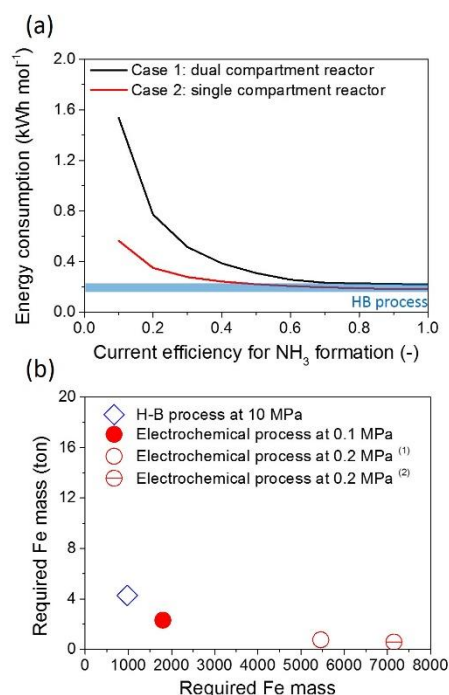 (a)
2.0
1.6
1.2
0.8
0.4
0.0
Energy consumption (kWh mol⁻¹)
Case 1: dual compartment reactor
Case 2: single compartment reactor
HB process
0.0 0.2 0.4 0.6 0.8 1.0
Current efficiency for NH₃ formation (-)
(b)
20
16
12
8
4
0
Required Fe mass (ton)
H-B process at 10 MPa
Electrochemical process at 0.1 MPa
Electrochemical process at 0.2 MPa ⁽¹⁾
Electrochemical process at 0.2 MPa ⁽²⁾
0 1000 2000 3000 4000 5000 6000 7000 8000
Required Fe mass